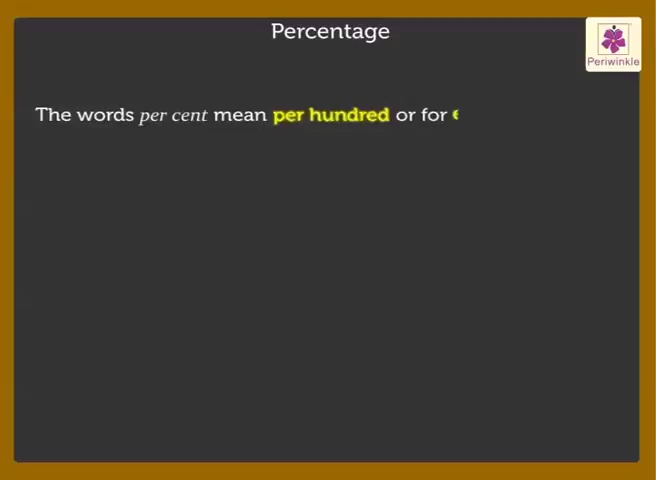 Percentage
Periwinkle
The words per cent mean per hundred or for